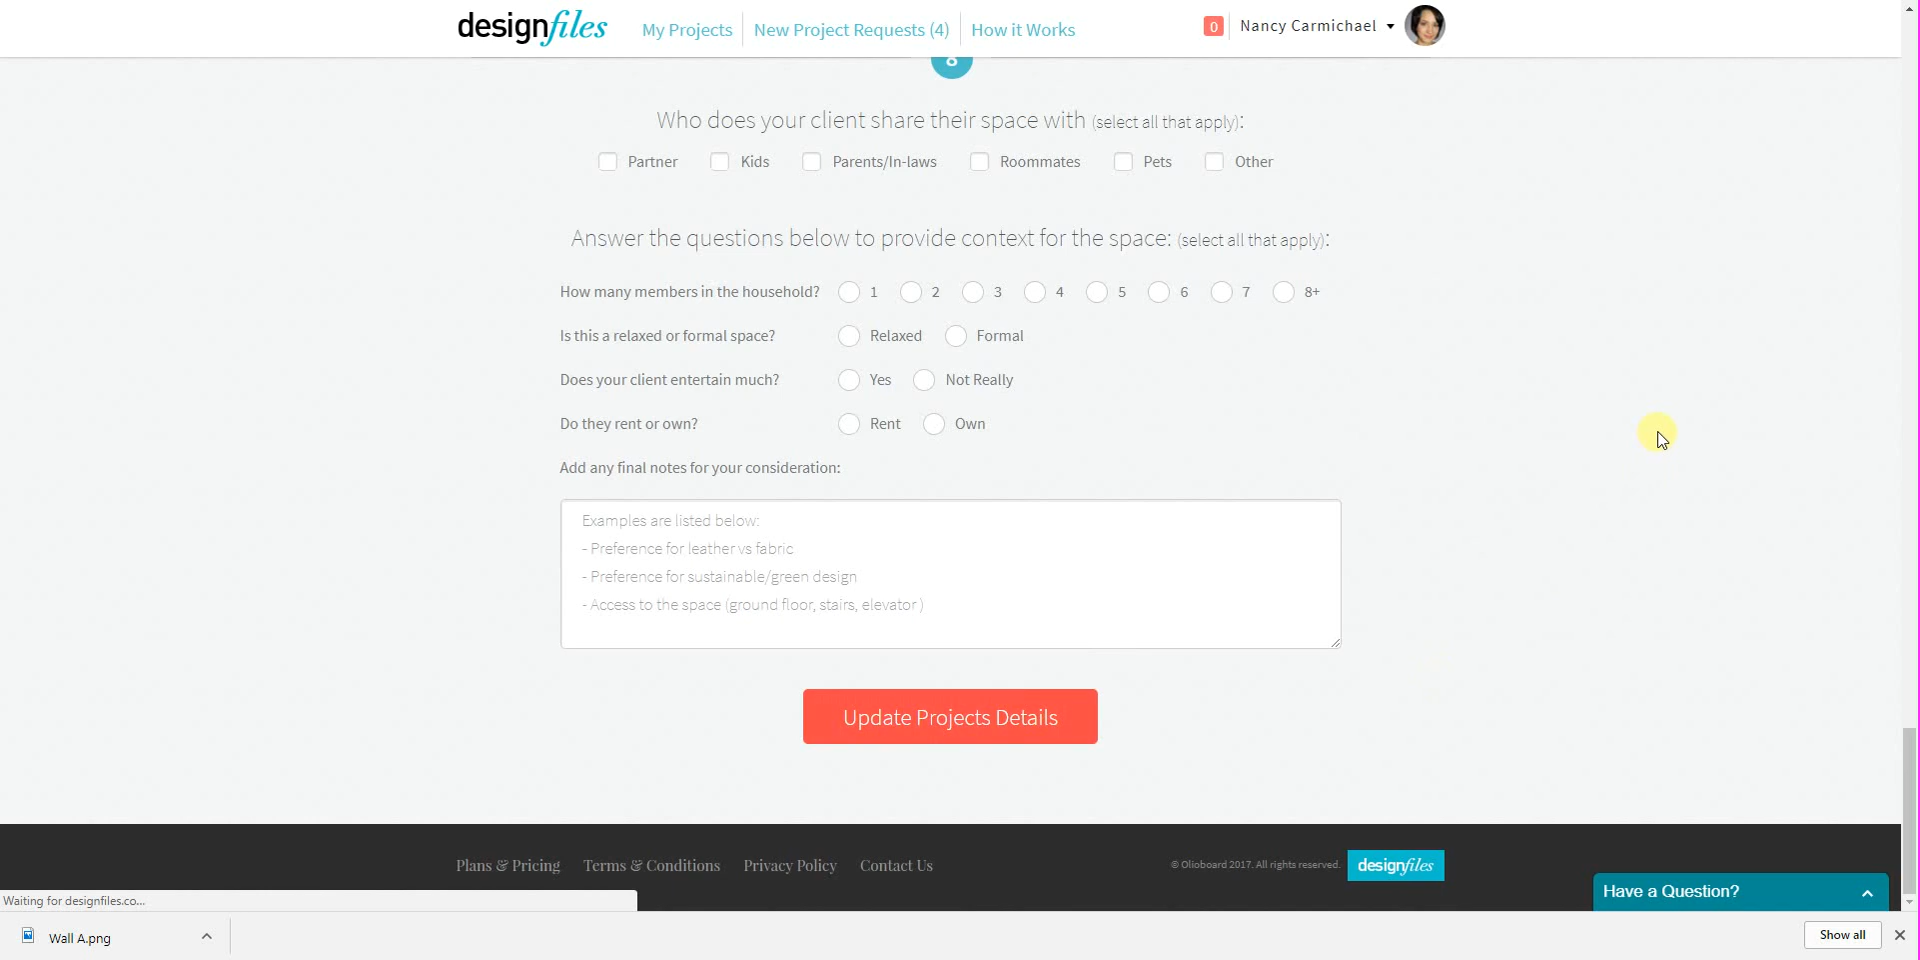 designfiles My Projects New Project Requests (4) How it Works 0 Nancy Carmichael
Who does your client share their space with (select all that apply):
Partner Kids Parents/In-laws Roommates Pets Other
Answer the questions below to provide context for the space: (select all that apply):
How many members in the household? 1 2 3 4 5 6 7 8+
Is this a relaxed or formal space? Relaxed Formal
Does your client entertain much? Yes Not Really
Do they rent or own? Rent Own
Add any final notes for your consideration:
Examples are listed below:
- Preference for leather vs fabric
- Preference for sustainable/green design
- Access to the space (ground floor, stairs, elevator )
Update Projects Details
Plans & Pricing Terms & Conditions Privacy Policy Contact Us © Olioboard 2017. All rights reserved. designfiles
Have a Question?
Waiting for designfiles.co...
Wall A.png Show all